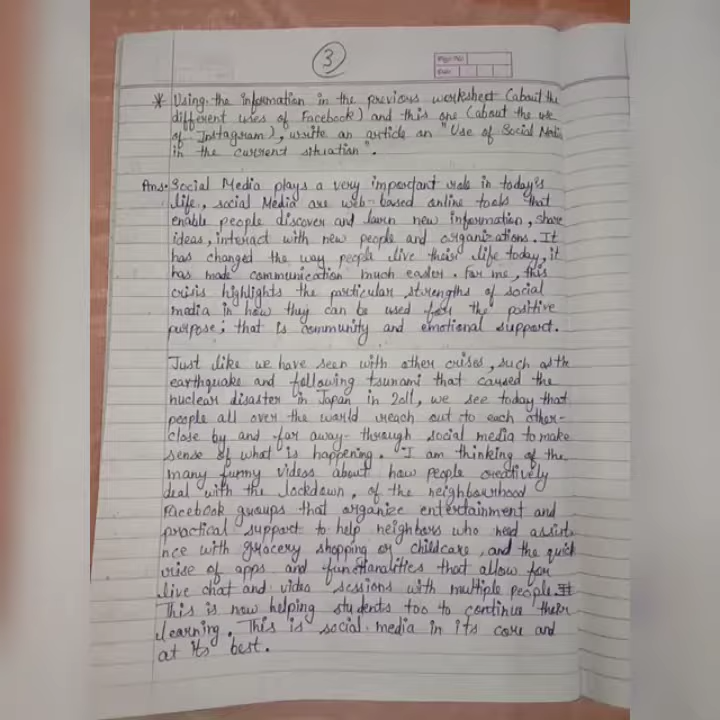 3
Page No.
Date
* Using the information in the previous worksheet (about the
different uses of Facebook) and this one (about the use
of Instagram), write an article on "Use of Social Media
in the current situation".
Ans. Social Media plays a very important role in today's
life, social Media are web-based online tools that
enable people discover and learn new information, share
ideas, interact with new people and organizations. It
has changed the way people live their life today, it
has made communication much easier. For me, this
crisis highlights the particular strengths of social
media in how they can be used for the positive
purpose; that is community and emotional support.
Just like we have seen with other crises, such as the
earthquake and following tsunami that caused the
nuclear disaster in Japan in 2011, we see today that
people all over the world reach out to each other-
close by and far away- through social media to make
sense of what is happening. I am thinking of the
many funny videos about how people creatively
deal with the lockdown, of the neighbourhood
Facebook groups that organize entertainment and
practical support to help neighbors who need assist-
nce with grocery shopping or childcare, and the quick
rise of apps and functionalities that allow for
live chat and video sessions with multiple people. It
This is now helping students too to continue their
learning. This is social media in its core and
at its best.